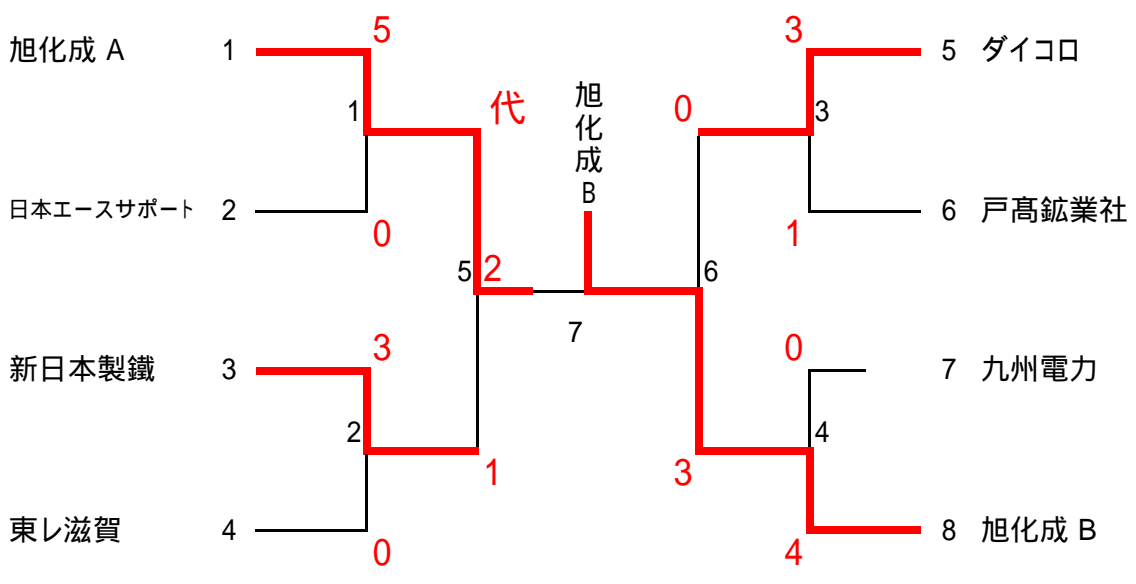 旭化成 A 1
5
1
日本エースサポート 2
0
代
5 2
新日本製鐵 3
3
2
1
東レ滋賀 4
0
旭化成B
7
3
5 ダイコロ
0
3
6 戸髙鉱業社
1
6
0
7 九州電力
4
3
8 旭化成 B
4